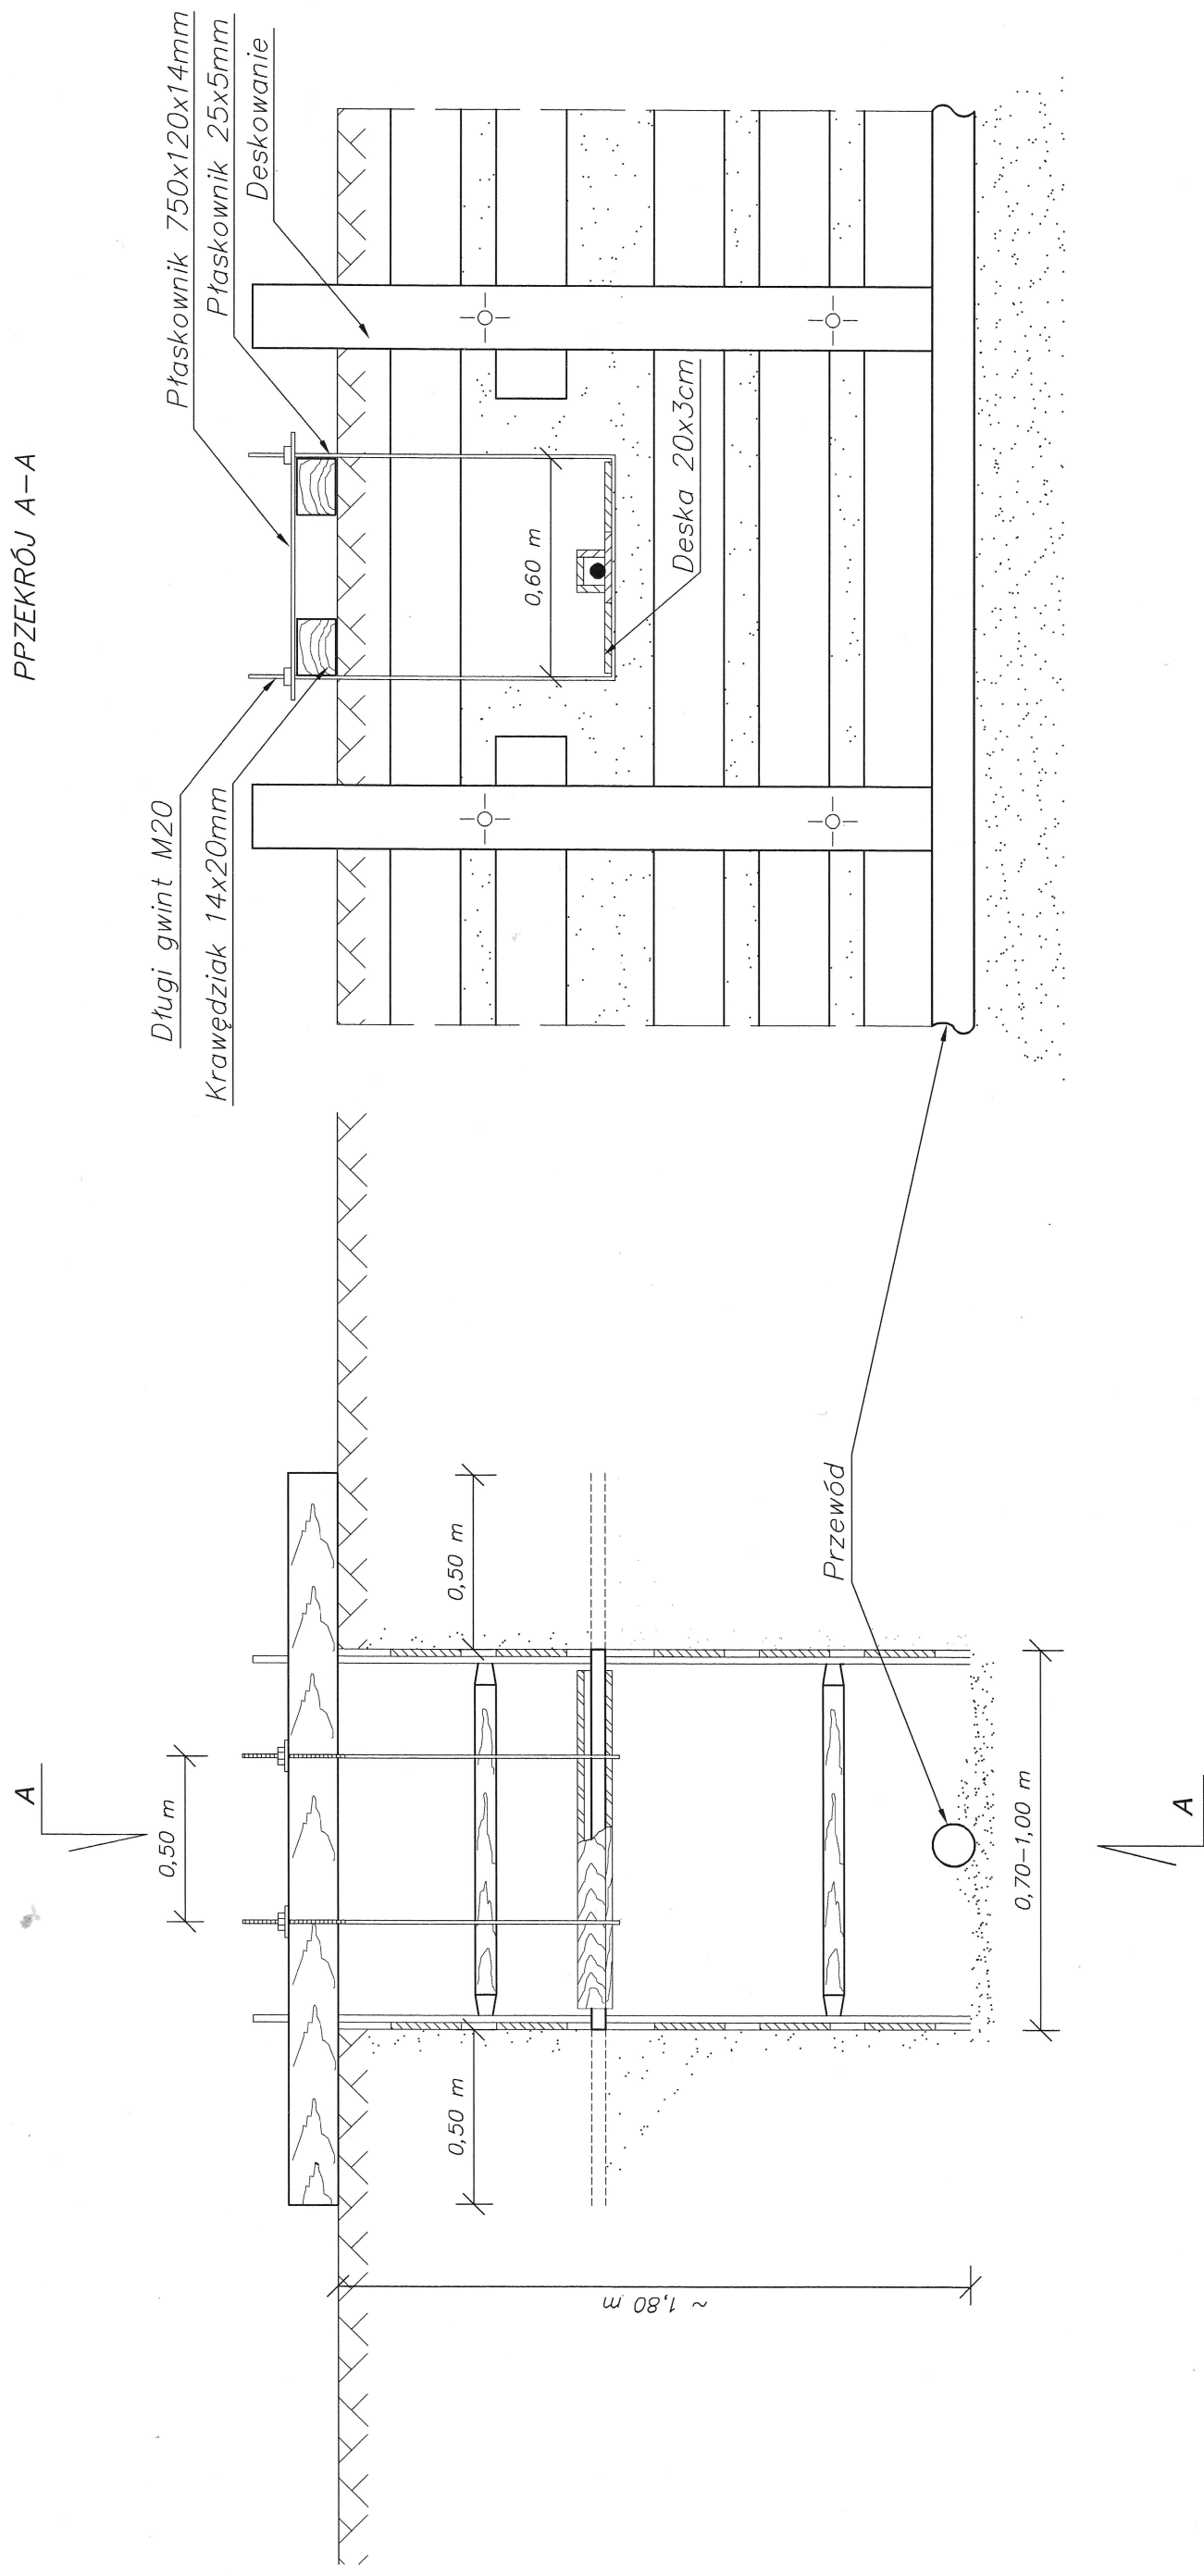 PPZEKRÓJ A-A
Płaskownik 750x120x14mm
Płaskownik 25x5mm
Deskowanie
Długi gwint M20
Krawędziak 14x20mm
0,60 m
Deska 20x3cm
A
0,50 m
0,50 m
0,50 m
~ 1,80 m
Przewód
0,70-1,00 m
A